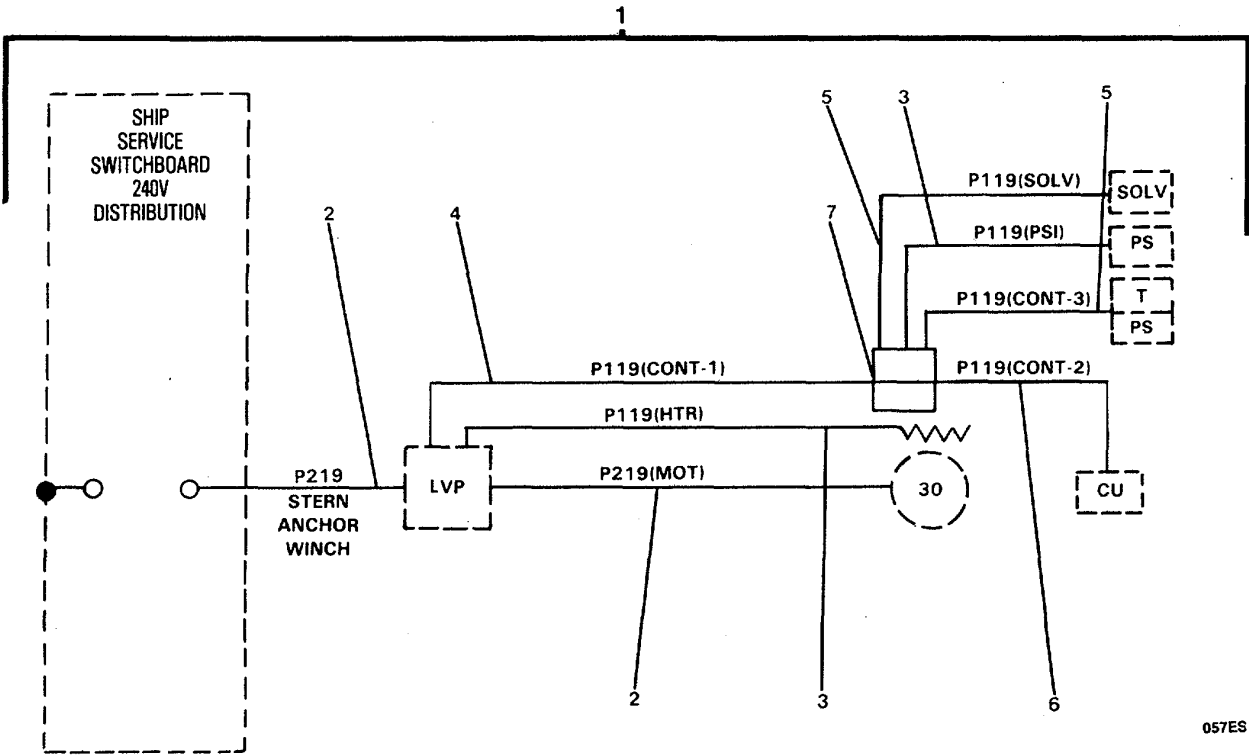 1
SHIP
SERVICE
SWITCHBOARD
240V
DISTRIBUTION
5
3
5
P119(SOLV)
SOLV
2
4
7
P119(PSI)
PS
P119(CONT-3)
T
PS
P119(CONT-1)
P119(CONT-2)
P119(HTR)
P219
STERN
ANCHOR
WINCH
LVP
P219(MOT)
30
CU
2
3
6
057ES